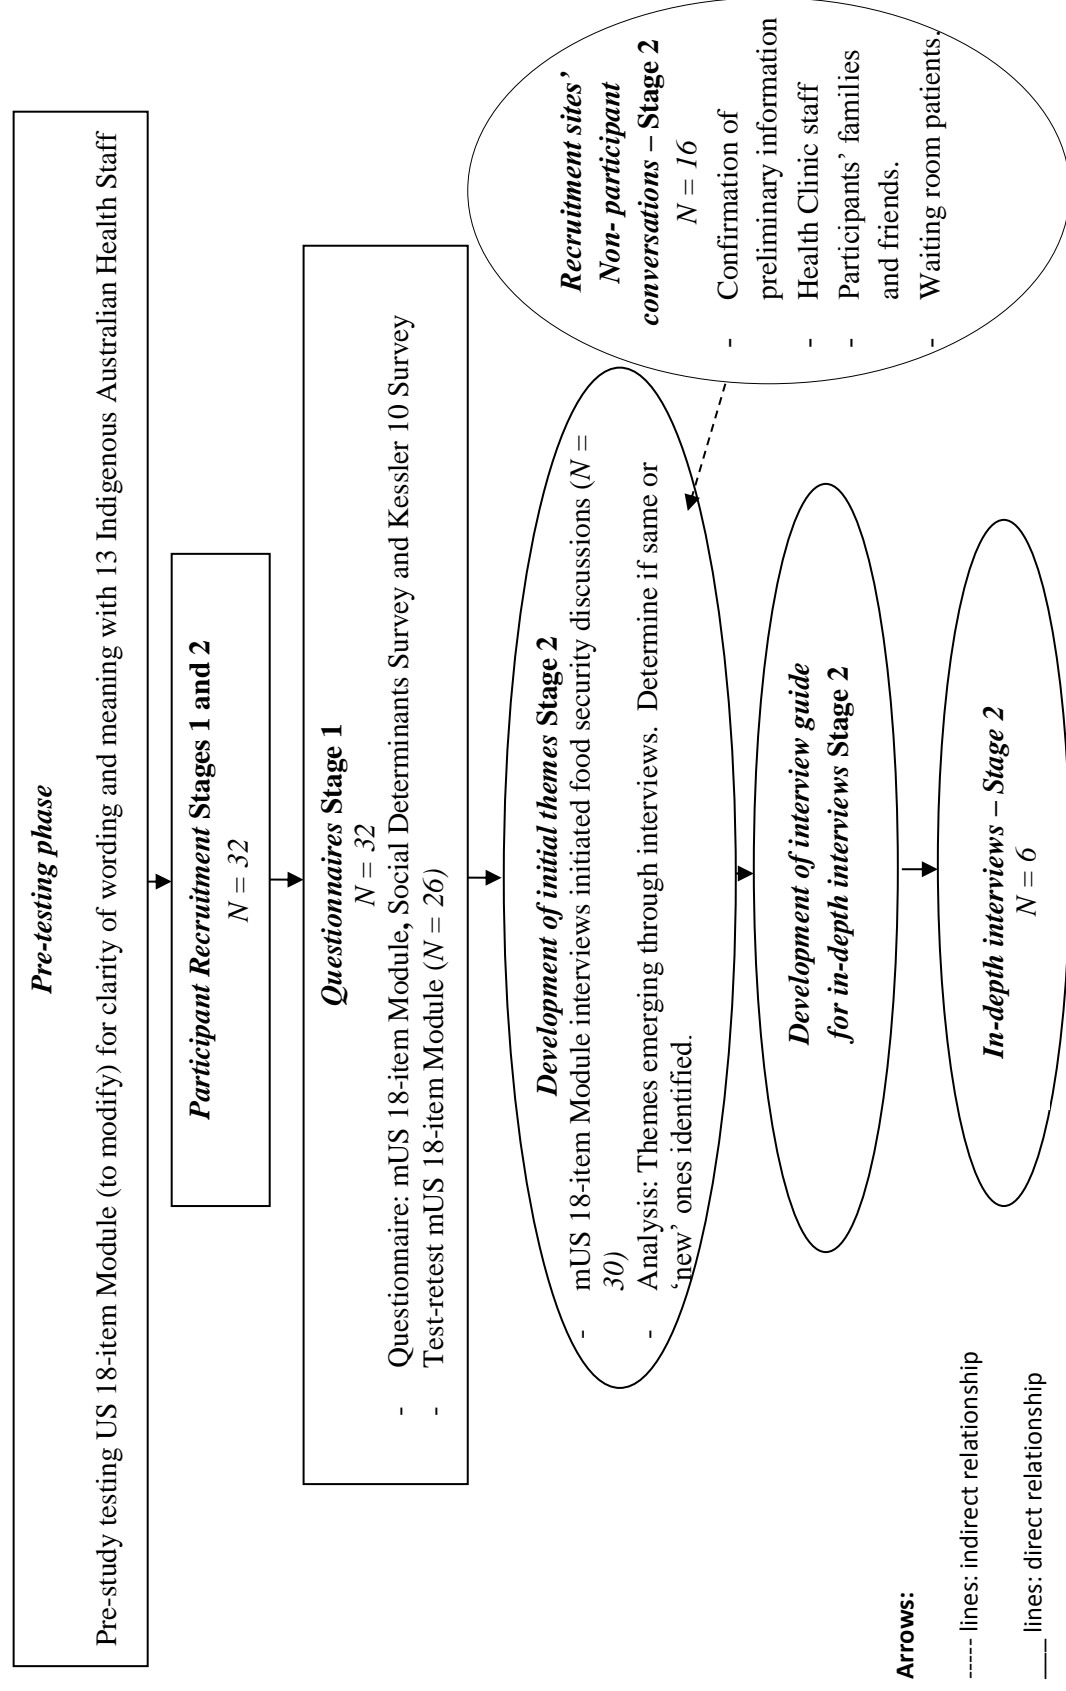 Pre-testing phase
Pre-study testing US 18-item Module (to modify) for clarity of wording and meaning with 13 Indigenous Australian Health Staff
Participant Recruitment Stages 1 and 2
N = 32
Questionnaires Stage 1
N = 32
- Questionnaire: mUS 18-item Module, Social Determinants Survey and Kessler 10 Survey
- Test-retest mUS 18-item Module (N = 26)
Development of initial themes Stage 2
- mUS 18-item Module interviews initiated food security discussions (N =
30)
- Analysis: Themes emerging through interviews. Determine if same or
‘new’ ones identified.
Recruitment sites’
Non- participant
conversations – Stage 2
N = 16
- Confirmation of
preliminary information
- Health Clinic staff
- Participants’ families
and friends.
- Waiting room patients.
Development of interview guide
for in-depth interviews Stage 2
In-depth interviews – Stage 2
N = 6
Arrows:
----- lines: indirect relationship
___ lines: direct relationship